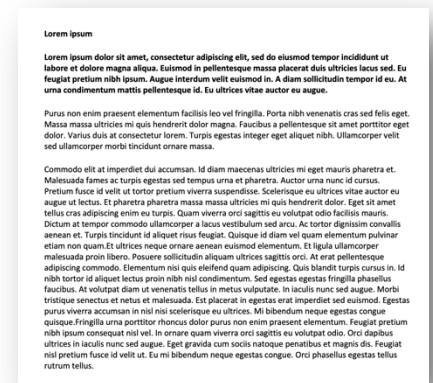 Lorem ipsum
Lorem ipsum dolor sit amet, consectetur adipiscing elit, sed do eiusmod tempor incididunt ut
labore et dolore magna aliqua. Euismod in pellentesque massa placerat duis ultricies lacus sed. Eu
feugiat pretium nibh ipsum. Augue interdum velit euismod in. A diam sollicitudin tempor id eu. At
urna condimentum mattis pellentesque id. Eu ultrices vitae auctor eu augue.
Purus non enim praesent elementum facilisis leo vel fringilla. Porta nibh venenatis cras sed felis eget.
Massa massa ultricies mi quis hendrerit dolor magna. Faucibus a pellentesque sit amet porttitor eget
dolor. Varius duis at consectetur lorem. Turpis egestas integer eget aliquet nibh. Ullamcorper velit
sed ullamcorper morbi tincidunt ornare massa.
Commodo elit at imperdiet dui accumsan. Id diam maecenas ultricies mi eget mauris pharetra et.
Malesuada fames ac turpis egestas sed tempus urna et pharetra. Auctor urna nunc id cursus.
Pretium fusce id velit ut tortor pretium viverra suspendisse. Scelerisque eu ultrices vitae auctor eu
augue ut lectus. Et pharetra pharetra massa massa ultricies mi quis hendrerit dolor. Eget sit amet
tellus cras adipiscing enim eu turpis. Quam viverra orci sagittis eu volutpat odio facilisis mauris.
Dictum at tempor commodo ullamcorper a lacus vestibulum sed arcu. Ac tortor dignissim convallis
aenean et. Turpis tincidunt id aliquet risus feugiat. Quisque id diam vel quam elementum pulvinar
etiam non quam.Et ultrices neque ornare aenean euismod elementum. Et ligula ullamcorper
malesuada proin libero. Posuere sollicitudin aliquam ultrices sagittis orci. At erat pellentesque
adipiscing commodo. Elementum nisi quis eleifend quam adipiscing. Quis blandit turpis cursus in. Id
nibh tortor id aliquet lectus proin nibh nisl condimentum. Sed egestas egestas fringilla phasellus
faucibus. At volutpat diam ut venenatis tellus in metus vulputate. In iaculis nunc sed augue. Morbi
tristique senectus et netus et malesuada. Est placerat in egestas erat imperdiet sed euismod. Egestas
purus viverra accumsan in nisl nisi scelerisque eu ultrices. Mi bibendum neque egestas congue
quisque.Fringilla urna porttitor rhoncus dolor purus non enim praesent elementum. Feugiat pretium
nibh ipsum consequat nisl vel. In ornare quam viverra orci sagittis eu volutpat odio. Orci dapibus
ultrices in iaculis nunc sed augue. Eget gravida cum sociis natoque penatibus et magnis dis. Feugiat
nisl pretium fusce id velit ut. Eu mi bibendum neque egestas congue. Orci phasellus egestas tellus
rutrum tellus.